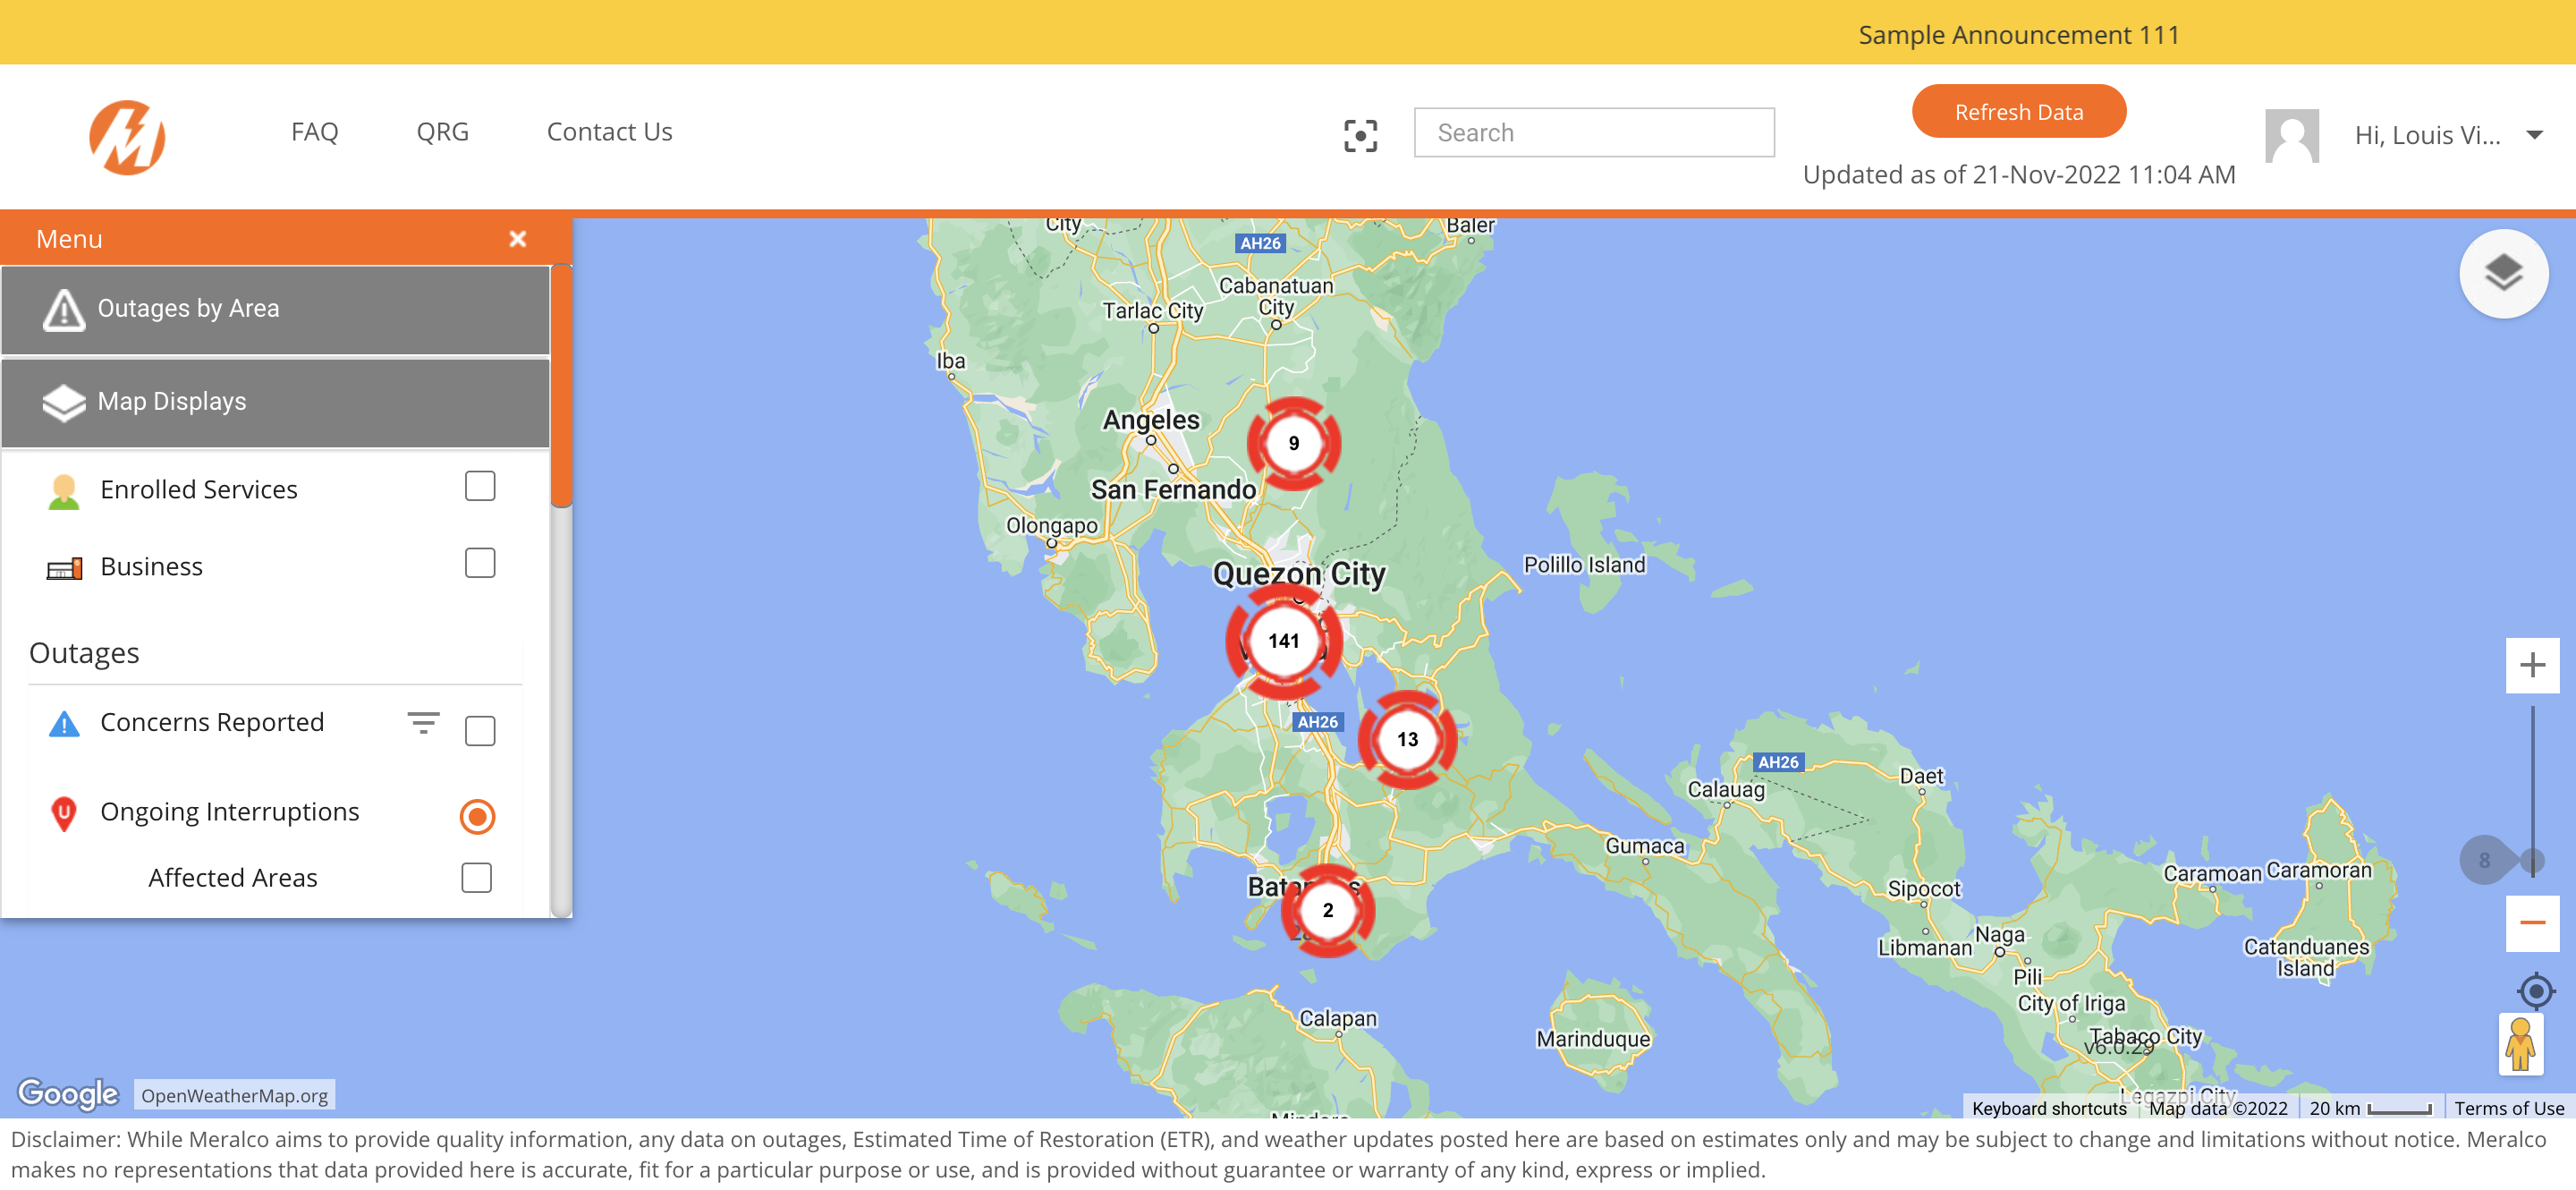 Sample Announcement 111
FAQ
QRG
Contact Us
Search
Refresh Data
Updated as of 21-Nov-2022 11:04 AM
Hi, Louis Vi...
Menu
Outages by Area
Map Displays
Enrolled Services
Business
Outages
Concerns Reported
Ongoing Interruptions
Affected Areas
City
Baler
AH26
Cabanatuan
City
Tarlac City
Iba
Angeles
9
San Fernando
Olongapo
Quezon City
Polillo Island
141
AH26
13
AH26
Daet
Calauag
Gumaca
Caramoan
Caramoran
2
Sipocot
Naga
Libmanan
Catanduanes
Island
Pili
City of Iriga
Calapan
Marinduque
Tabaco City
v6.0.29
Legazpi City
8
Google
OpenWeatherMap.org
Keyboard shortcuts
Map data ©2022
20 km
Terms of Use
Disclaimer: While Meralco aims to provide quality information, any data on outages, Estimated Time of Restoration (ETR), and weather updates posted here are based on estimates only and may be subject to change and limitations without notice. Meralco
makes no representations that data provided here is accurate, fit for a particular purpose or use, and is provided without guarantee or warranty of any kind, express or implied.